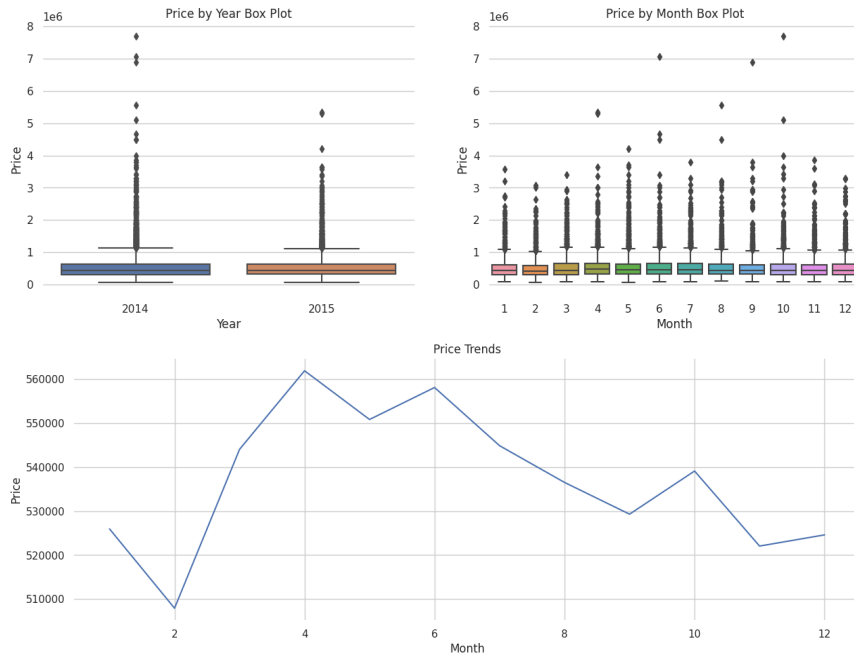 Price by Year Box Plot
1e6
8
7
6
5
4
3
2
1
0
Price
2014
2015
Year
Price by Month Box Plot
1e6
8
7
6
5
4
3
2
1
0
Price
1 2 3 4 5 6 7 8 9 10 11 12
Month
Price Trends
560000
550000
540000
530000
520000
510000
Price
2 4 6 8 10 12
Month